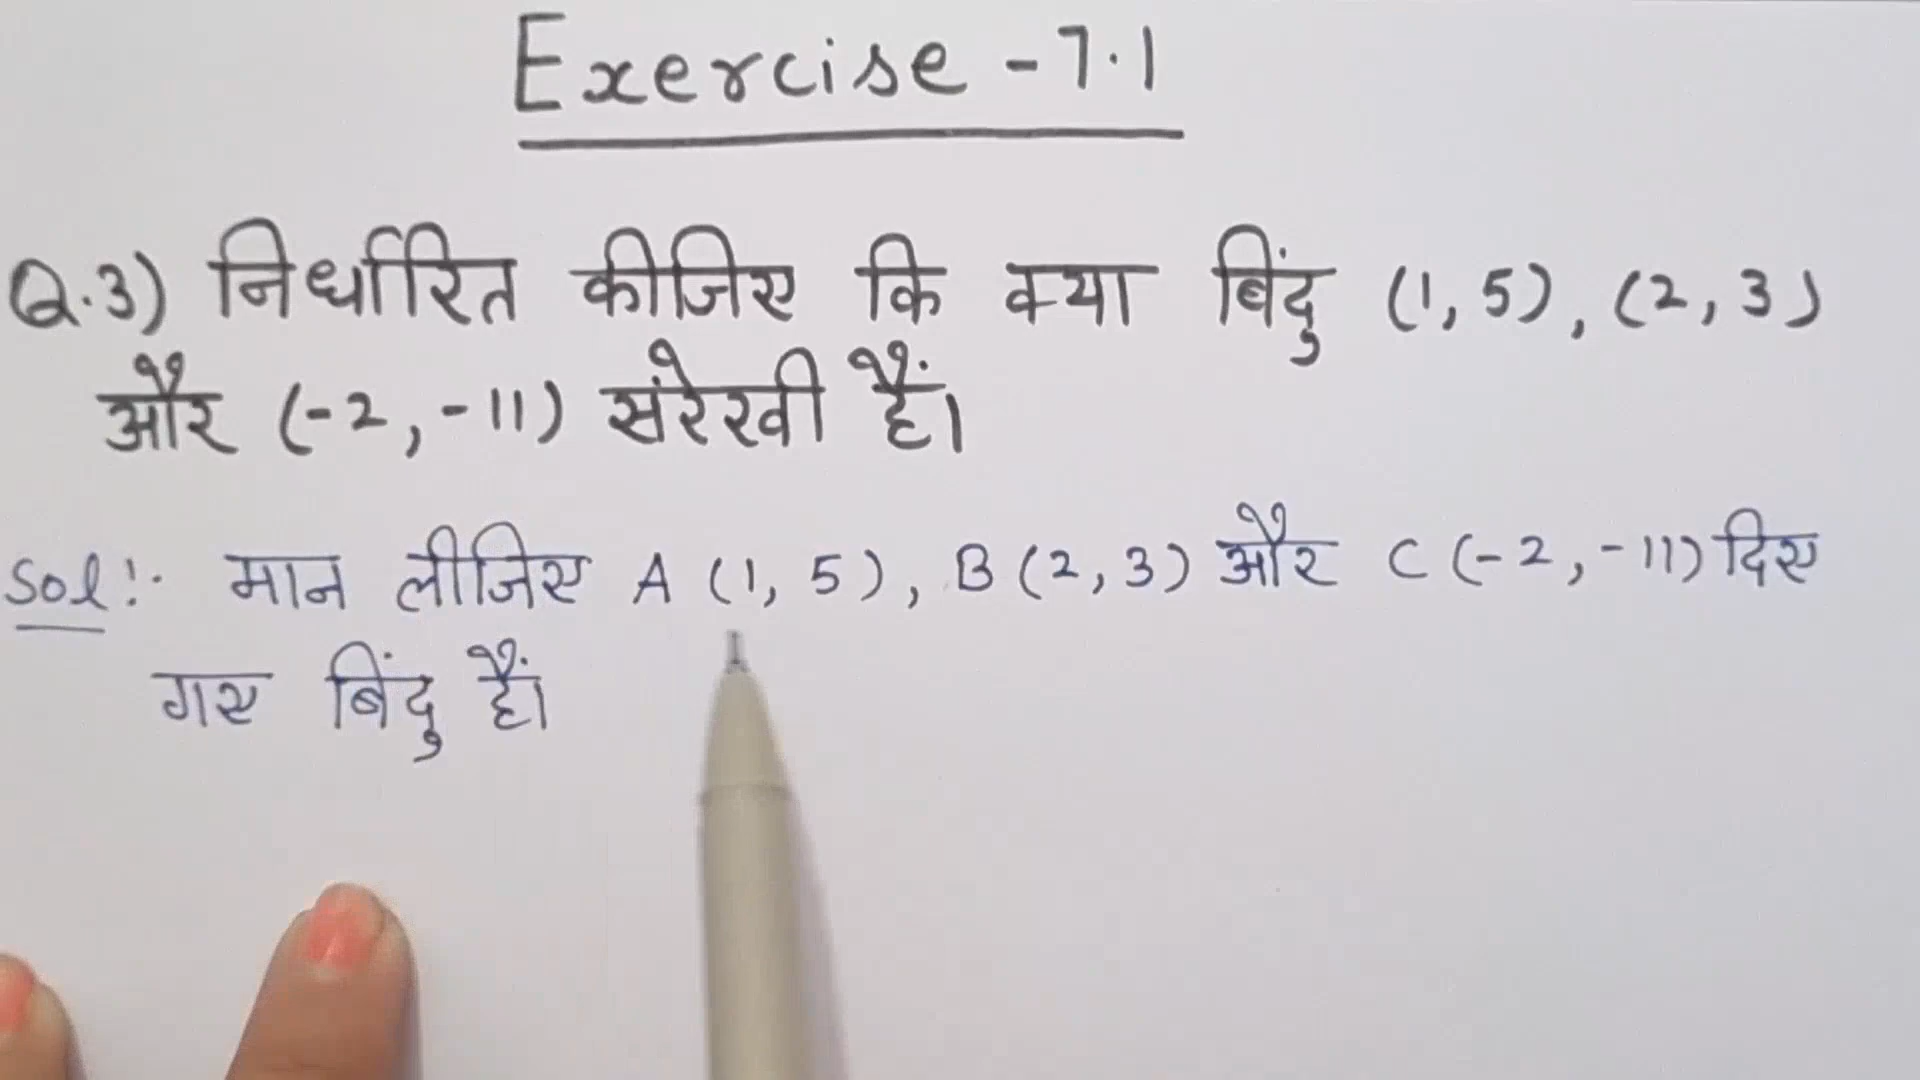 Exercise - 7.1
Q.3) निर्धारित कीजिए कि क्या बिंदु (1, 5), (2, 3)
और (-2, -11) संरेखी हैं।
Sol!:- मान लीजिए A (1, 5), B (2, 3) और C (-2, -11) दिए
गए बिंदु हैं।